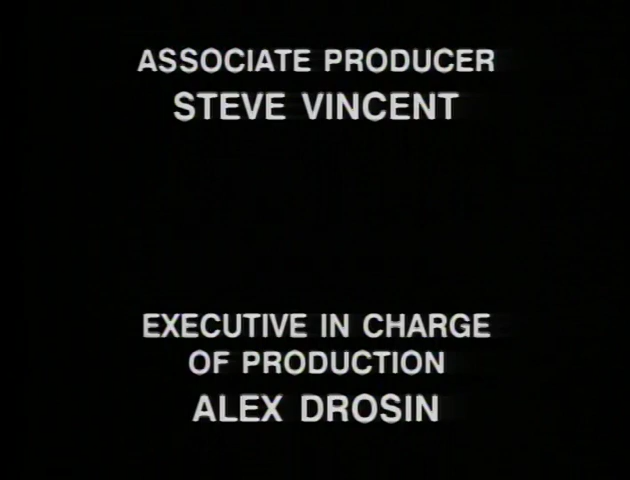 ASSOCIATE PRODUCER
STEVE VINCENT
EXECUTIVE IN CHARGE
OF PRODUCTION
ALEX DROSIN